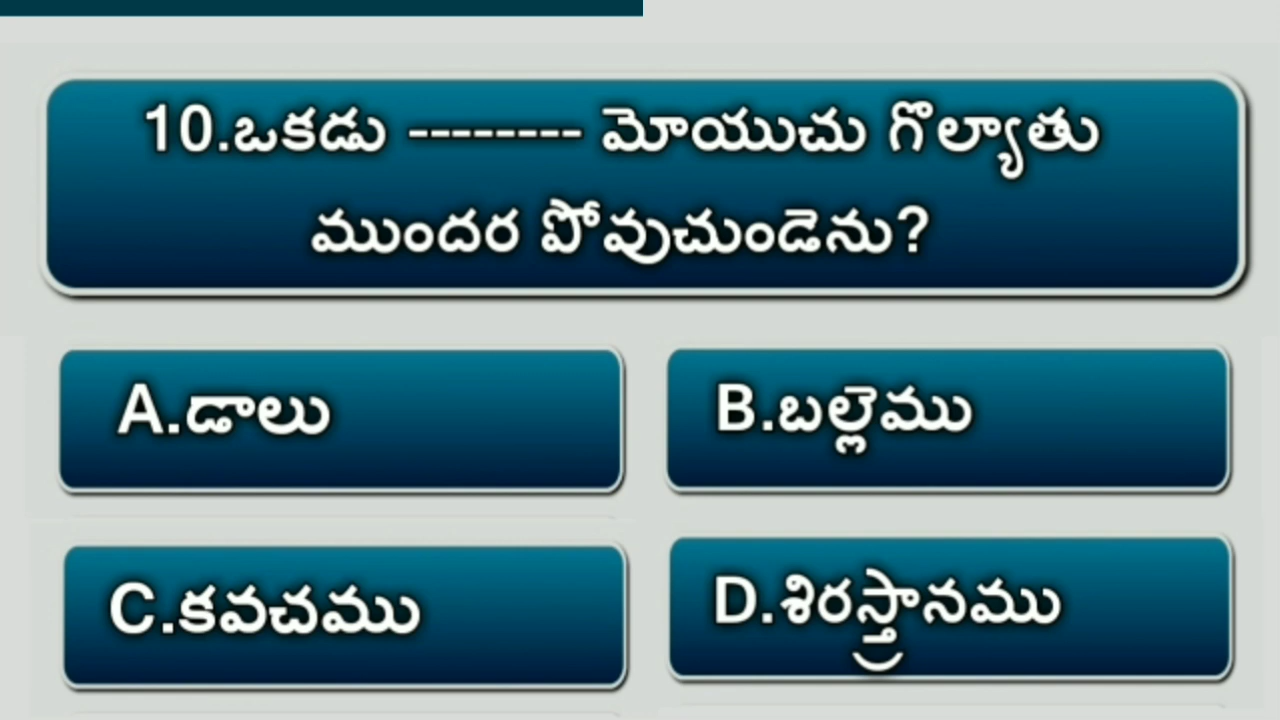 10.ఒకడు -------- మోయుచు గొల్యాతు
ముందర పోవుచుండెను?
A.డాలు
B.బల్లెము
C.కవచము
D.శిరస్త్రానము